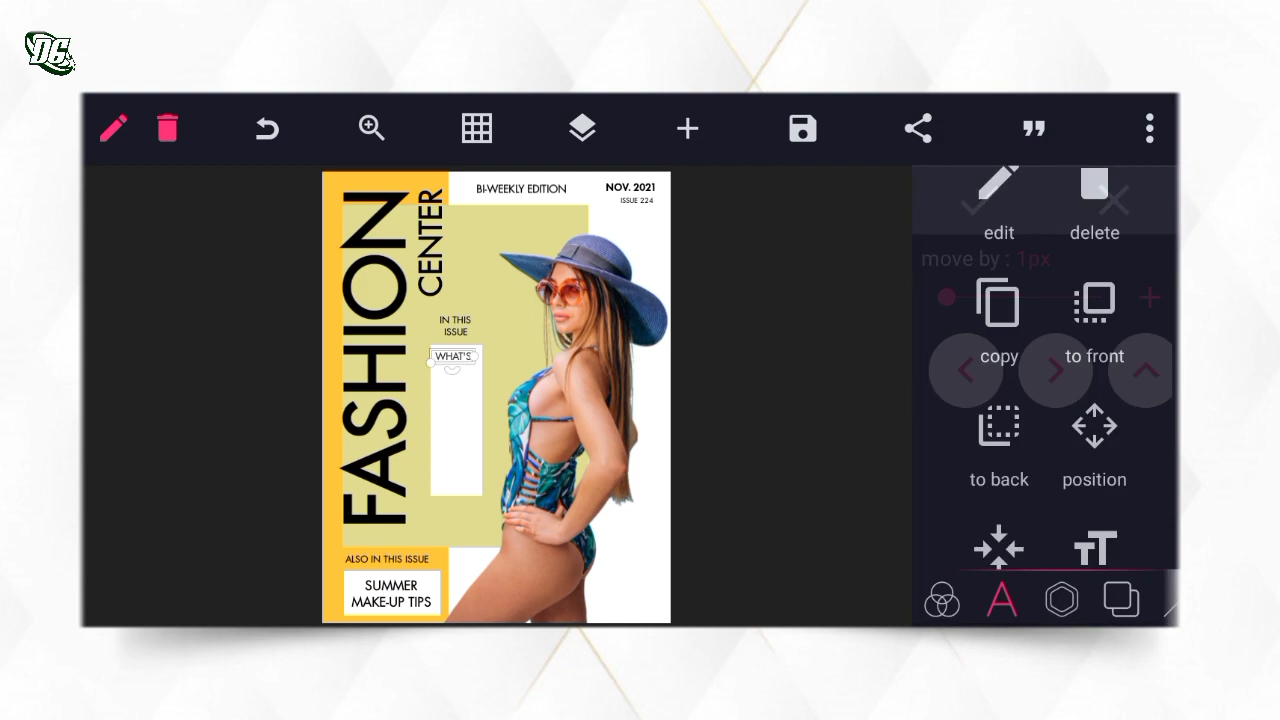 DG
BI-WEEKLY EDITION
NOV. 2021
ISSUE 224
FASHION
CENTER
IN THIS
ISSUE
WHAT'S
ALSO IN THIS ISSUE
SUMMER
MAKE-UP TIPS
edit
delete
move by : 1px
copy
to front
to back
position